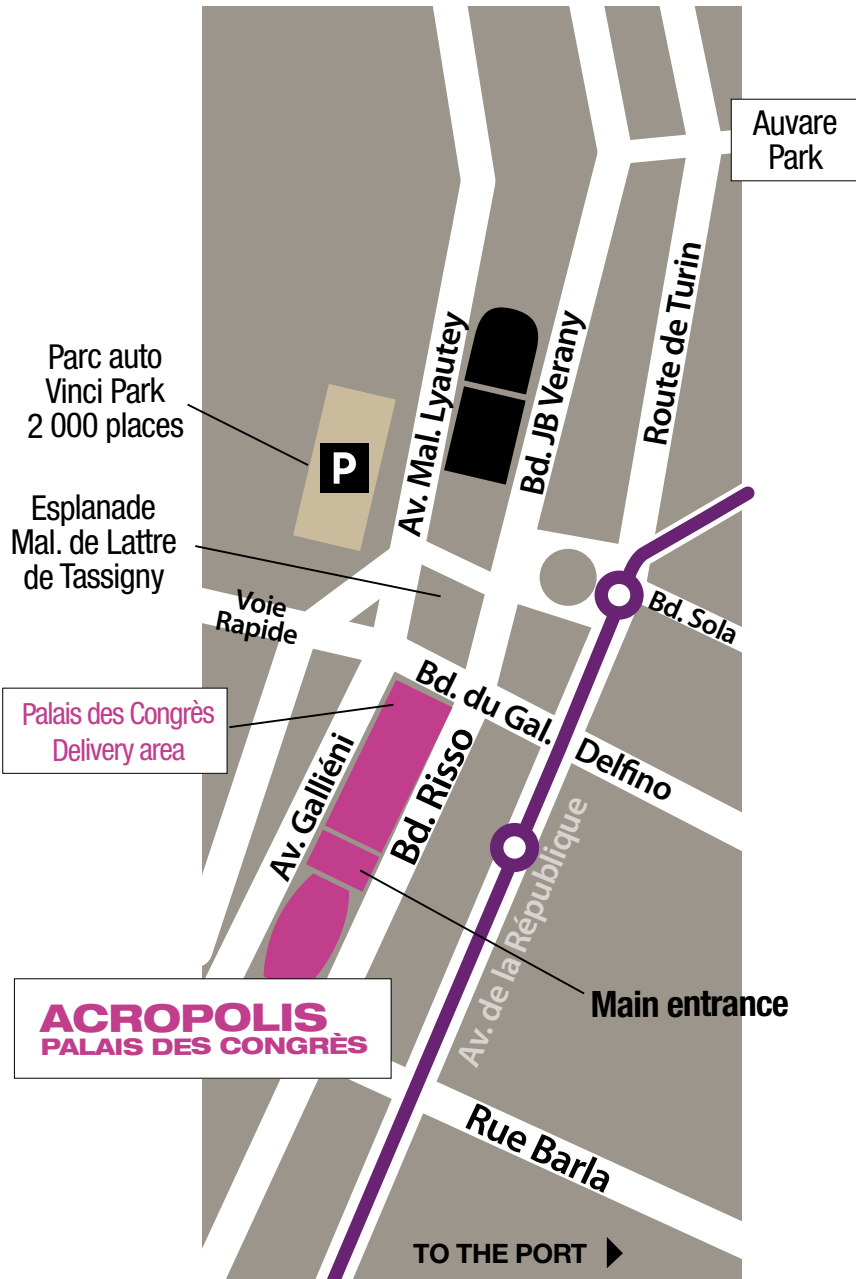 Auvare
Park
Route de Turin
Av. Mal. Lyautey
Bd. JB Verany
Parc auto
Vinci Park
2 000 places
P
Esplanade
Mal. de Lattre
de Tassigny
Voie
Rapide
Bd. Sola
Palais des Congrès
Delivery area
Bd. du Gal. Delfino
Av. Galliéni
Bd. Risso
Av. de la République
Main entrance
ACROPOLIS
PALAIS DES CONGRÈS
Rue Barla
TO THE PORT